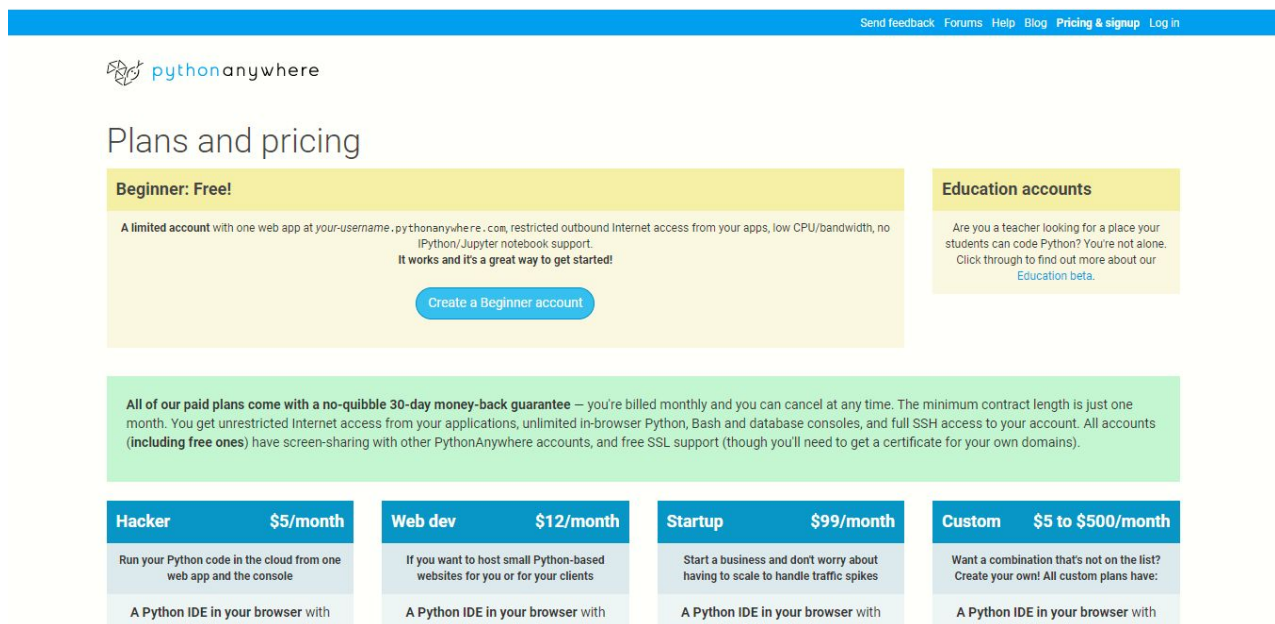 Send feedback Forums Help Blog Pricing & signup Log in
pythonanywhere
Plans and pricing
Beginner: Free!
A limited account with one web app at your-username.pythonanywhere.com, restricted outbound Internet access from your apps, low CPU/bandwidth, no
IPython/Jupyter notebook support.
It works and it's a great way to get started!
Create a Beginner account
Education accounts
Are you a teacher looking for a place your
students can code Python? You're not alone.
Click through to find out more about our
Education beta.
All of our paid plans come with a no-quibble 30-day money-back guarantee — you're billed monthly and you can cancel at any time. The minimum contract length is just one
month. You get unrestricted Internet access from your applications, unlimited in-browser Python, Bash and database consoles, and full SSH access to your account. All accounts
(including free ones) have screen-sharing with other PythonAnywhere accounts, and free SSL support (though you'll need to get a certificate for your own domains).
Hacker $5/month
Run your Python code in the cloud from one
web app and the console
A Python IDE in your browser with
Web dev $12/month
If you want to host small Python-based
websites for you or for your clients
A Python IDE in your browser with
Startup $99/month
Start a business and don't worry about
having to scale to handle traffic spikes
A Python IDE in your browser with
Custom $5 to $500/month
Want a combination that's not on the list?
Create your own! All custom plans have:
A Python IDE in your browser with